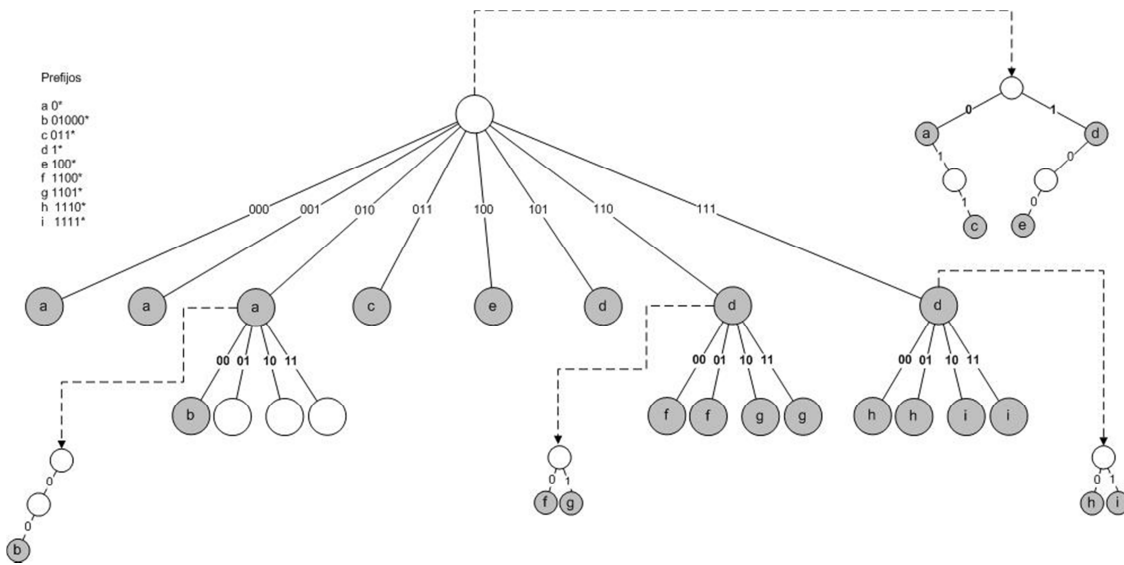 Prefijos
a 0*
b 01000*
c 011*
d 1*
e 100*
f 1100*
g 1101*
h 1110*
i 1111*
0 1
a d
1 0
1 0
c e
000 001 010 011 100 101 110 111
a a a c e d d d
00 01 10 11 00 01 10 11 00 01 10 11
b f f g g h h i i
0 0 1 0 1
f g h i
0
b